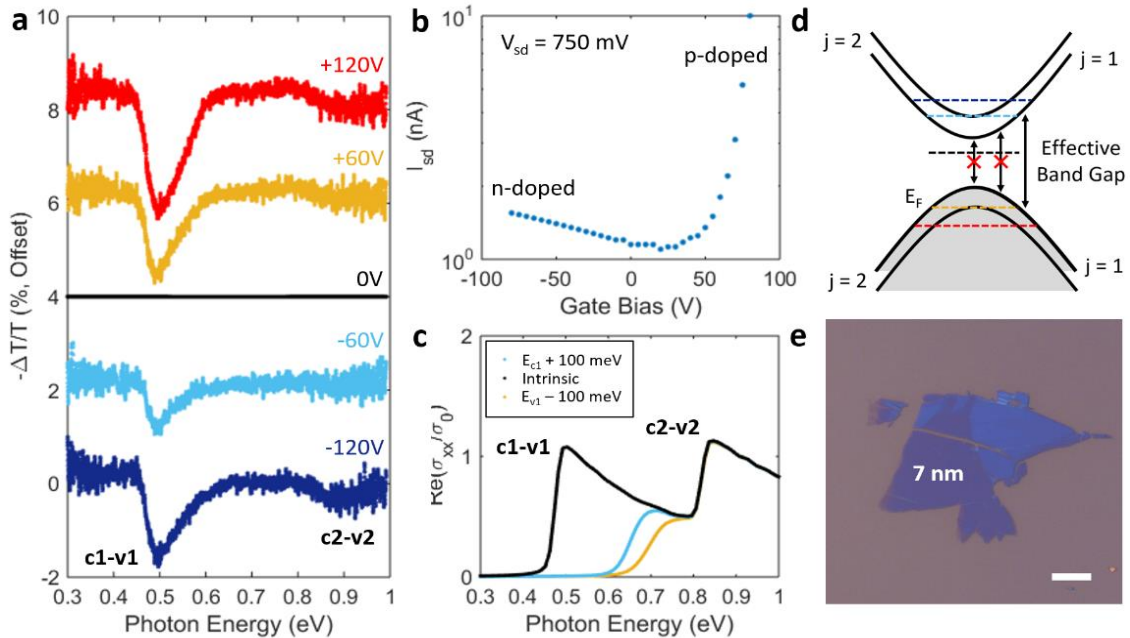 a
10
8
6
4
2
0
-2
+120V
+60V
0V
-60V
-120V
c1-v1
c2-v2
0.3 0.4 0.5 0.6 0.7 0.8 0.9 1
Photon Energy (eV)
-ΔT/T (%, Offset)
b
10¹
10⁰
V_sd = 750 mV
p-doped
n-doped
-100 -50 0 50 100
Gate Bias (V)
I_sd (nA)
c
2
1
0
E_c1 + 100 meV
Intrinsic
E_v1 – 100 meV
c1-v1
c2-v2
0.3 0.4 0.5 0.6 0.7 0.8 0.9 1
Photon Energy (eV)
Re(σ_xx/σ_0)
d
j = 2
j = 1
Effective
Band Gap
E_F
j = 2
j = 1
e
7 nm